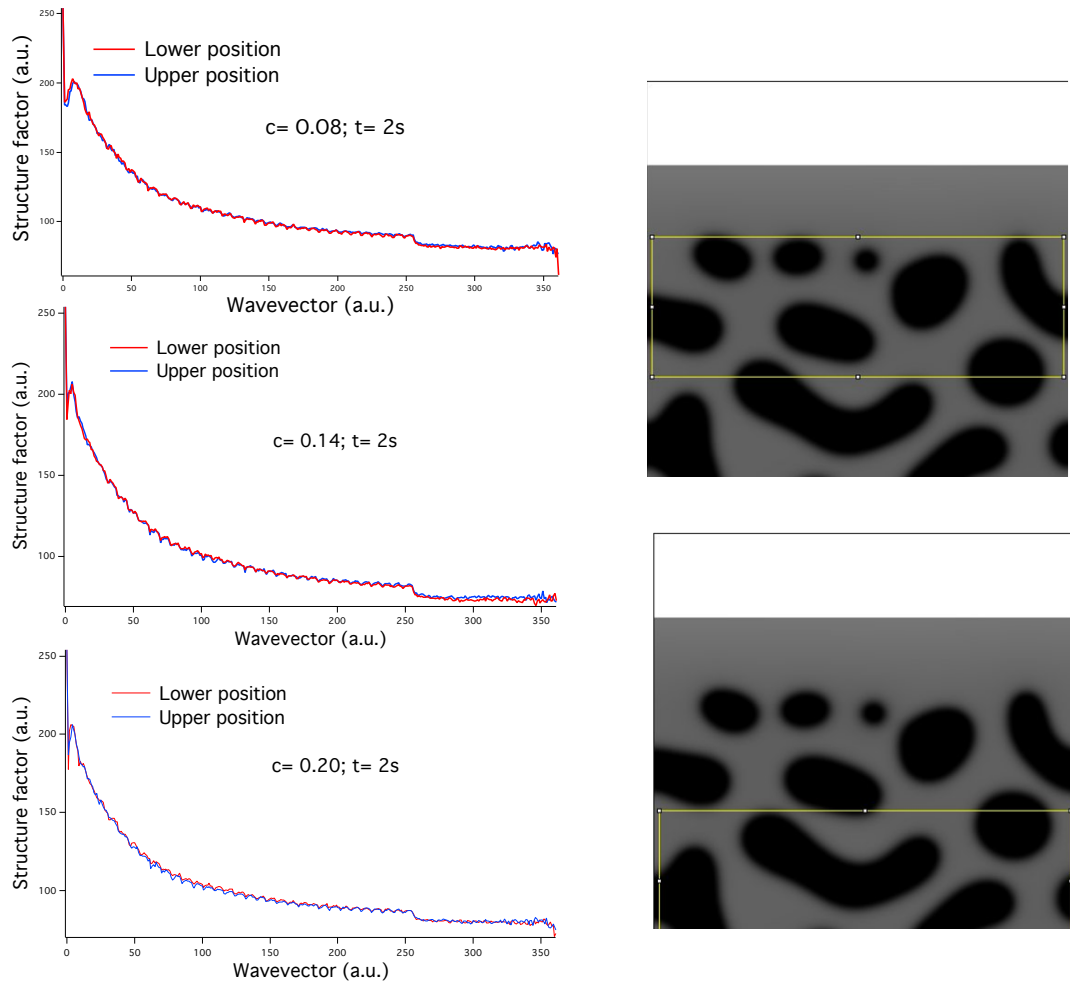 Structure factor (a.u.)
250
200
150
100
Lower position
Upper position
c= 0.08; t= 2s
0
50
100
150
200
250
300
350
Wavevector (a.u.)
Structure factor (a.u.)
250
200
150
100
Lower position
Upper position
c= 0.14; t= 2s
0
50
100
150
200
250
300
350
Wavevector (a.u.)
Structure factor (a.u.)
250
200
150
100
Lower position
Upper position
c= 0.20; t= 2s
0
50
100
150
200
250
300
350
Wavevector (a.u.)